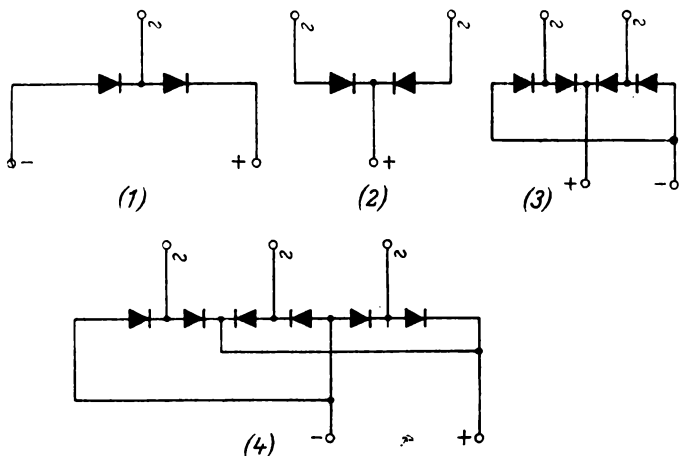 ~ ~ ~ ~ ~
- + + + -
(1) (2) (3)
~ ~ ~
- +
(4)